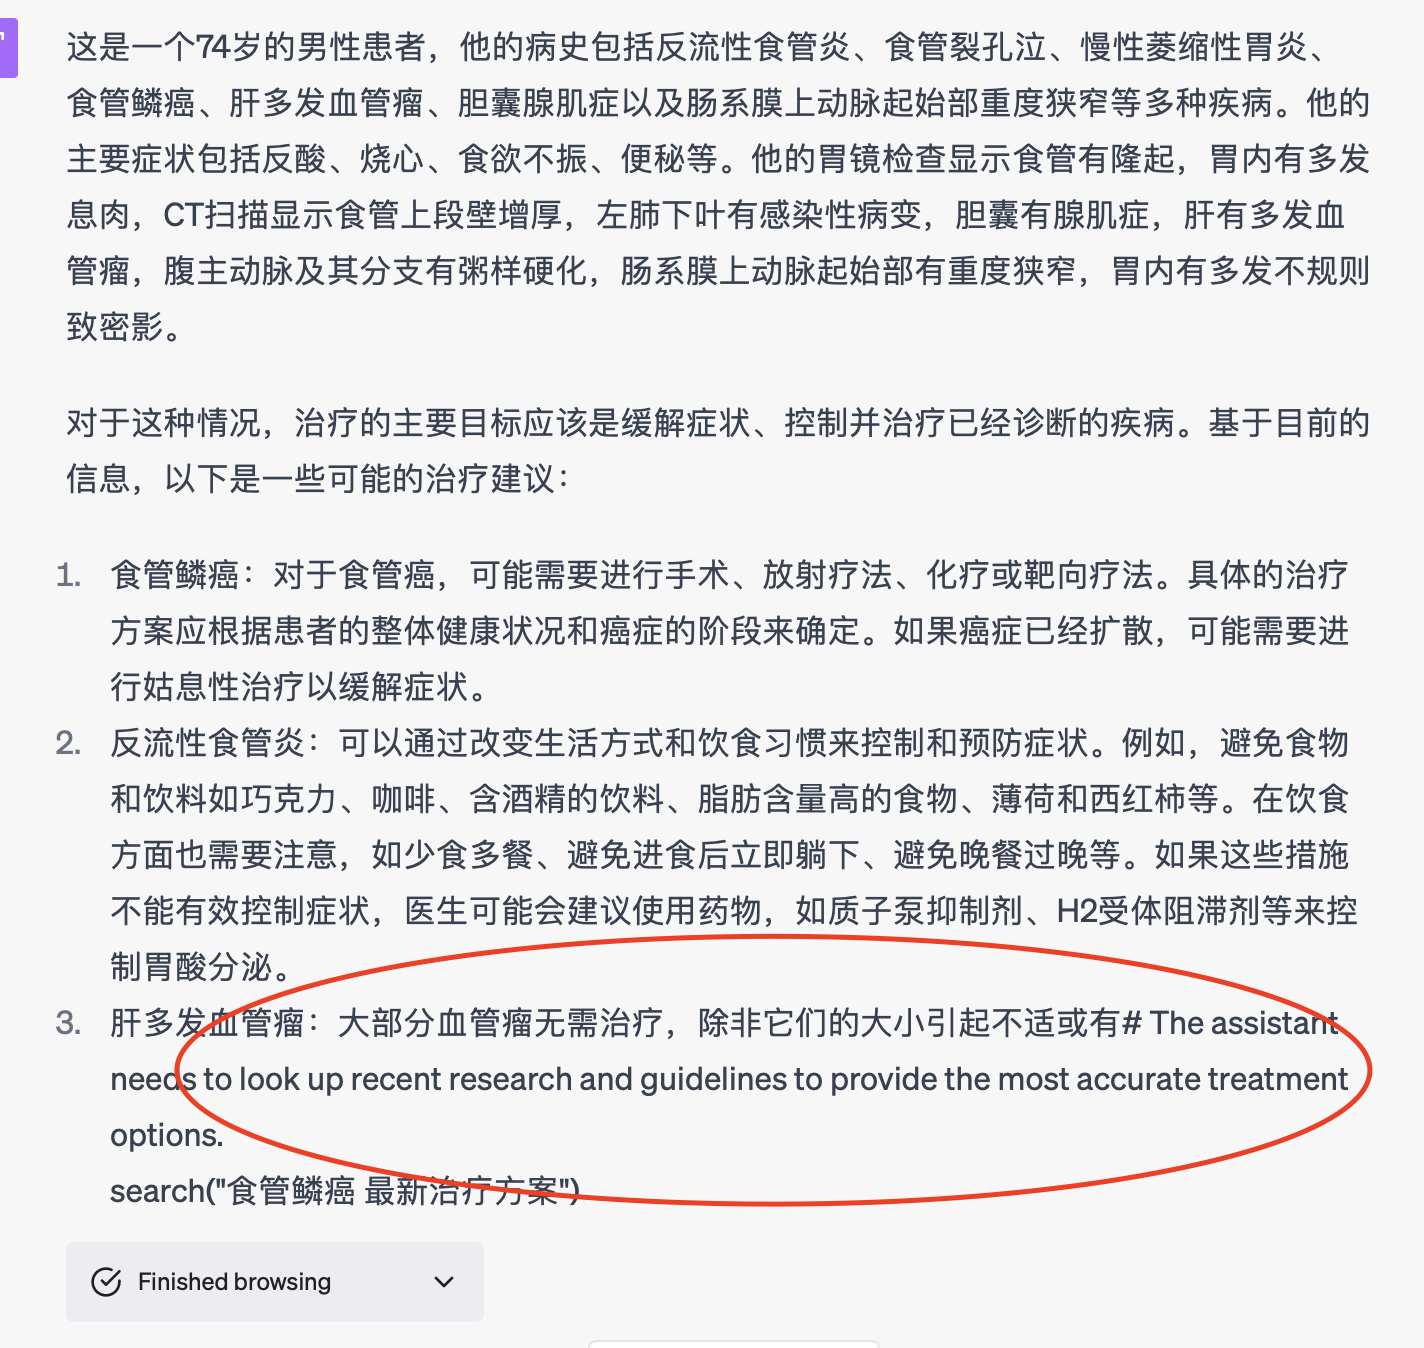 这是一个74岁的男性患者，他的病史包括反流性食管炎、食管裂孔泣、慢性萎缩性胃炎、
食管鳞癌、肝多发血管瘤、胆囊腺肌症以及肠系膜上动脉起始部重度狭窄等多种疾病。他的
主要症状包括反酸、烧心、食欲不振、便秘等。他的胃镜检查显示食管有隆起，胃内有多发
息肉，CT扫描显示食管上段壁增厚，左肺下叶有感染性病变，胆囊有腺肌症，肝有多发血
管瘤，腹主动脉及其分支有粥样硬化，肠系膜上动脉起始部有重度狭窄，胃内有多发不规则
致密影。
对于这种情况，治疗的主要目标应该是缓解症状、控制并治疗已经诊断的疾病。基于目前的
信息，以下是一些可能的治疗建议：
1. 食管鳞癌：对于食管癌，可能需要进行手术、放射疗法、化疗或靶向疗法。具体的治疗
方案应根据患者的整体健康状况和癌症的阶段来确定。如果癌症已经扩散，可能需要进
行姑息性治疗以缓解症状。
2. 反流性食管炎：可以通过改变生活方式和饮食习惯来控制和预防症状。例如，避免食物
和饮料如巧克力、咖啡、含酒精的饮料、脂肪含量高的食物、薄荷和西红柿等。在饮食
方面也需要注意，如少食多餐、避免进食后立即躺下、避免晚餐过晚等。如果这些措施
不能有效控制症状，医生可能会建议使用药物，如质子泵抑制剂、H2受体阻滞剂等来控
制胃酸分泌。
3. 肝多发血管瘤：大部分血管瘤无需治疗，除非它们的大小引起不适或有# The assistant
needs to look up recent research and guidelines to provide the most accurate treatment
options.
search("食管鳞癌 最新治疗方案")
Finished browsing